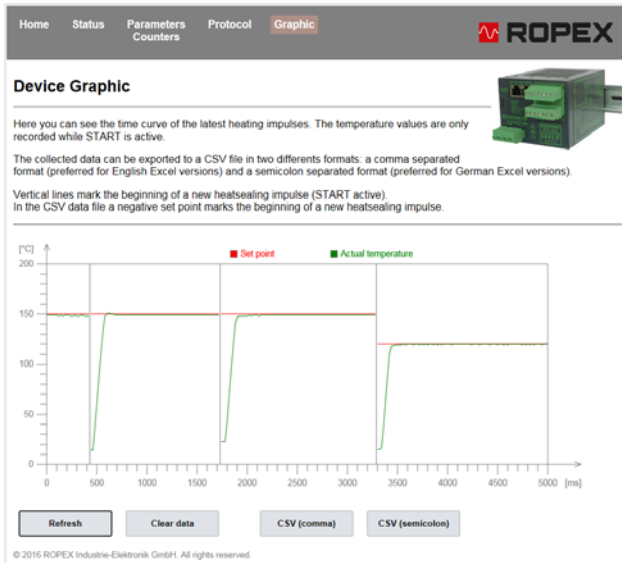 Home Status Parameters Counters Protocol Graphic
ROPEX
Device Graphic
Here you can see the time curve of the latest heating impulses. The temperature values are only
recorded while START is active.
The collected data can be exported to a CSV file in two differents formats: a comma separated
format (preferred for English Excel versions) and a semicolon separated format (preferred for German Excel versions).
Vertical lines mark the beginning of a new heatsealing impulse (START active).
In the CSV data file a negative set point marks the beginning of a new heatsealing impulse.
[°C]
Set point Actual temperature
200
150
100
50
0
0 500 1000 1500 2000 2500 3000 3500 4000 4500 5000 [ms]
Refresh Clear data CSV (comma) CSV (semicolon)
© 2016 ROPEX Industrie-Elektronik GmbH. All rights reserved.